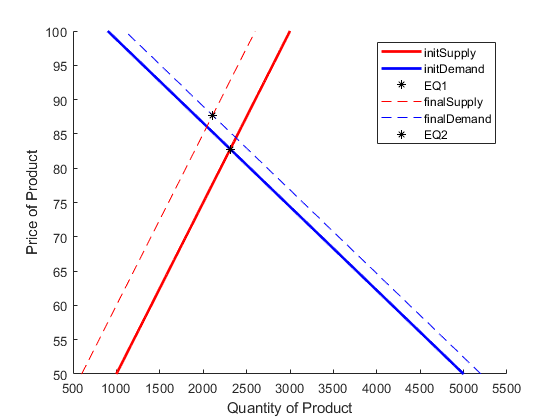 100
95
90
85
80
75
70
65
60
55
50
500 1000 1500 2000 2500 3000 3500 4000 4500 5000 5500
Price of Product
Quantity of Product
initSupply
initDemand
EQ1
finalSupply
finalDemand
EQ2